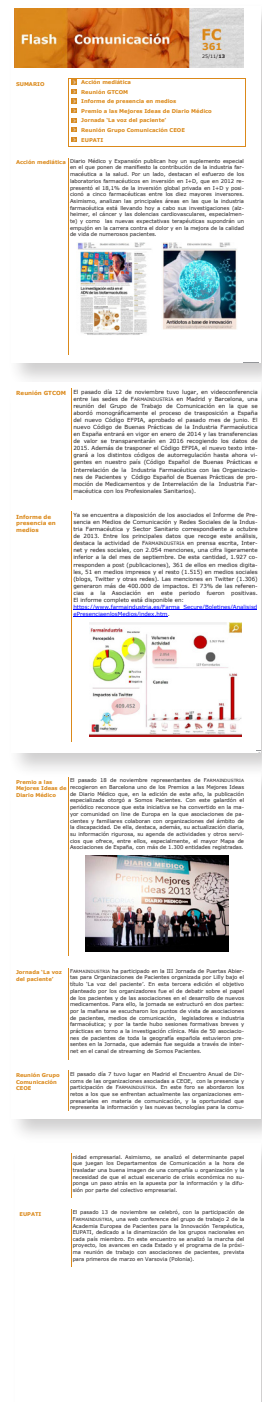 Flash Comunicación
FC
361
25/11/13
SUMARIO
Acción mediática
Reunión GTCOM
Informe de presencia en medios
Premio a las Mejores Ideas de Diario Médico
Jornada 'La voz del paciente'
Reunión Grupo Comunicación CEDE
EUPATI
Acción mediática
Diario Médico y Expansión publican hoy un suplemento especial
en el que ponen de manifiesto la contribución de la industria far-
macéutica a la salud. Por un lado, destacan el esfuerzo de los
laboratorios farmacéuticos en inversión en I+D, que en 2012 re-
presentó el 18,1% de la inversión global privada en I+D y posi-
cionó a cinco farmacéuticas entre los diez mayores inversores.
Asimismo, analizan las principales áreas en las que la industria
farmacéutica está llevando hoy a cabo sus investigaciones (alz-
heimer, el cáncer y las dolencias cardiovasculares, especialmen-
te) y como las nuevas expectativas terapéuticas supondrán un
empujón en la carrera contra el dolor y en la mejora de la calidad
de vida de numerosos pacientes.
La investigación está en el
ADN de los biofarmacéuticos
Antídotos a base de innovación
Reunión GTCOM
El pasado día 12 de noviembre tuvo lugar, en videoconferencia
entre las sedes de FARMAINDUSTRIA en Madrid y Barcelona, una
reunión del Grupo de Trabajo de Comunicación en la que se
abordó monográficamente el proceso de trasposición a España
del nuevo Código EFPIA, aprobado el pasado mes de junio. El
nuevo Código de Buenas Prácticas de la Industria Farmacéutica
en España entrará en vigor en enero de 2014 y las transferencias
de valor se transparentarán en 2016 recogiendo los datos de
2015. Además de trasponer el Código EFPIA, el nuevo texto inte-
grará a los distintos códigos de autorregulación hasta ahora vi-
gentes en nuestro país (Código Español de Buenas Prácticas e
Interrelación de la Industria Farmacéutica con las Organizacio-
nes de Pacientes y Código Español de Buenas Prácticas de pro-
moción de Medicamentos y de Interrelación de la Industria Far-
macéutica con los Profesionales Sanitarios).
Informe de
presencia en
medios
Ya se encuentra a disposición de los asociados el Informe de Pre-
sencia en Medios de Comunicación y Redes Sociales de la Indus-
tria Farmacéutica y Sector Sanitario correspondiente a octubre
de 2013. Entre los principales datos que recoge este análisis,
destaca la actividad de FARMAINDUSTRIA en prensa escrita, Inter-
net y redes sociales, con 2.054 menciones, una cifra ligeramente
inferior a la del mes de septiembre. De esta cantidad, 1.927 co-
rresponden a post (publicaciones), 361 de ellos en medios digita-
les, 51 en medios impresos y el resto (1.515) en medios sociales
(blogs, Twitter y otras redes). Las menciones en Twitter (1.306)
generaron más de 400.000 de impactos. El 73% de las referen-
cias a la Asociación en este período fueron positivas.
El informe completo está disponible en:
https://www.farmaindustria.es/Farma_Secure/Boletines/Analisisd
ePresenciaenlosMedios/index.htm.
farmaindustria
Percepción
Volumen de
Actividad
Impactos vía Twitter
409.452
Canales
Premio a las
Mejores Ideas de
Diario Médico
El pasado 18 de noviembre representantes de FARMAINDUSTRIA
recogieron en Barcelona uno de los Premios a las Mejores Ideas
de Diario Médico que, en la edición de este año, la publicación
especializada otorgó a Somos Pacientes. Con este galardón el
periódico reconoce que esta iniciativa se ha convertido en la ma-
yor comunidad on line de Europa en la que asociaciones de pa-
cientes y familiares colaboran con organizaciones del ámbito de
la discapacidad. De ella, destaca, además, su actualización diaria,
su información rigurosa, su agenda de actividades y otros servi-
cios que ofrece, entre ellos, especialmente, el mayor Mapa de
Asociaciones de España, con más de 1.300 entidades registradas.
DIARIO MEDICO
Premios Mejores
Ideas 2013
Jornada 'La voz
del paciente'
FARMAINDUSTRIA ha participado en la III Jornada de Puertas Abier-
tas para Organizaciones de Pacientes organizada por Lilly bajo el
título 'La voz del paciente'. En esta tercera edición el objetivo
planteado por los organizadores fue el de debatir sobre el papel
de los pacientes y de las asociaciones en el desarrollo de nuevos
medicamentos. Para ello, la jornada se estructuró en dos partes:
por la mañana se escucharon los puntos de vista de asociaciones
de pacientes, medios de comunicación, legisladores e industria
farmacéutica; y por la tarde hubo sesiones formativas breves y
prácticas en torno a la investigación clínica. Más de 50 asociacio-
nes de pacientes de toda la geografía española estuvieron pre-
sentes en la Jornada, que además fue seguida a través de Inter-
net en el canal de streaming de Somos Pacientes.
Reunión Grupo
Comunicación
CEDE
El pasado día 7 tuvo lugar en Madrid el Encuentro Anual de Dir-
coms de las organizaciones asociadas a CEDE, con la presencia y
participación de FARMAINDUSTRIA. En este foro se abordaron los
retos a los que se enfrentan actualmente las organizaciones em-
presariales en materia de comunicación, y la oportunidad que
representa la información y las nuevas tecnologías para la comu-
nidad empresarial. Asimismo, se analizó el determinante papel
que juegan los Departamentos de Comunicación a la hora de
trasladar una buena imagen de una compañía u organización y la
necesidad de que el actual escenario de crisis económico no su-
ponga un paso atrás en la apuesta por la información y la difu-
sión por parte del colectivo empresarial.
EUPATI
El pasado 13 de noviembre se celebró, con la participación de
FARMAINDUSTRIA, una web conference del grupo de trabajo 2 de la
Academia Europea de Pacientes para la Innovación Terapéutica,
EUPATI, dedicado a la dinamización de los grupos nacionales en
cada país miembro. En este encuentro se analizó la marcha del
proyecto, los avances en cada Estado y el programa de la próxi-
ma reunión de trabajo con asociaciones de pacientes, prevista
para primeros de marzo en Varsovia (Polonia).